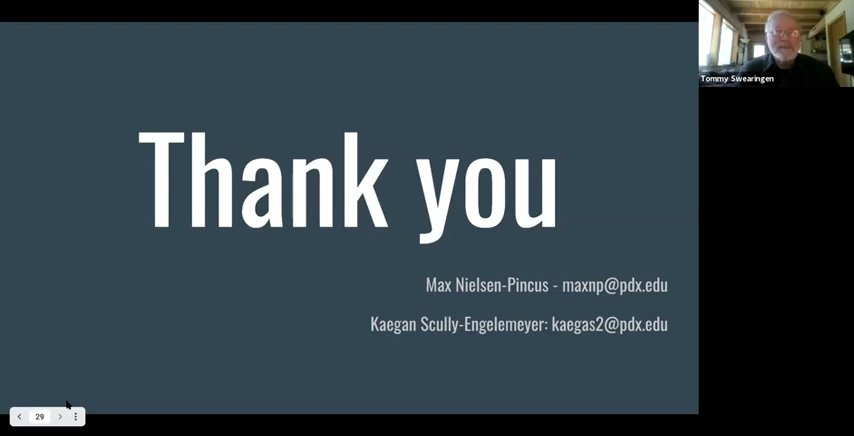 Tommy Swearingen
Thank you
Max Nielsen-Pincus - maxnp@pdx.edu
Kaegan Scully-Engelemeyer: kaegas2@pdx.edu
29